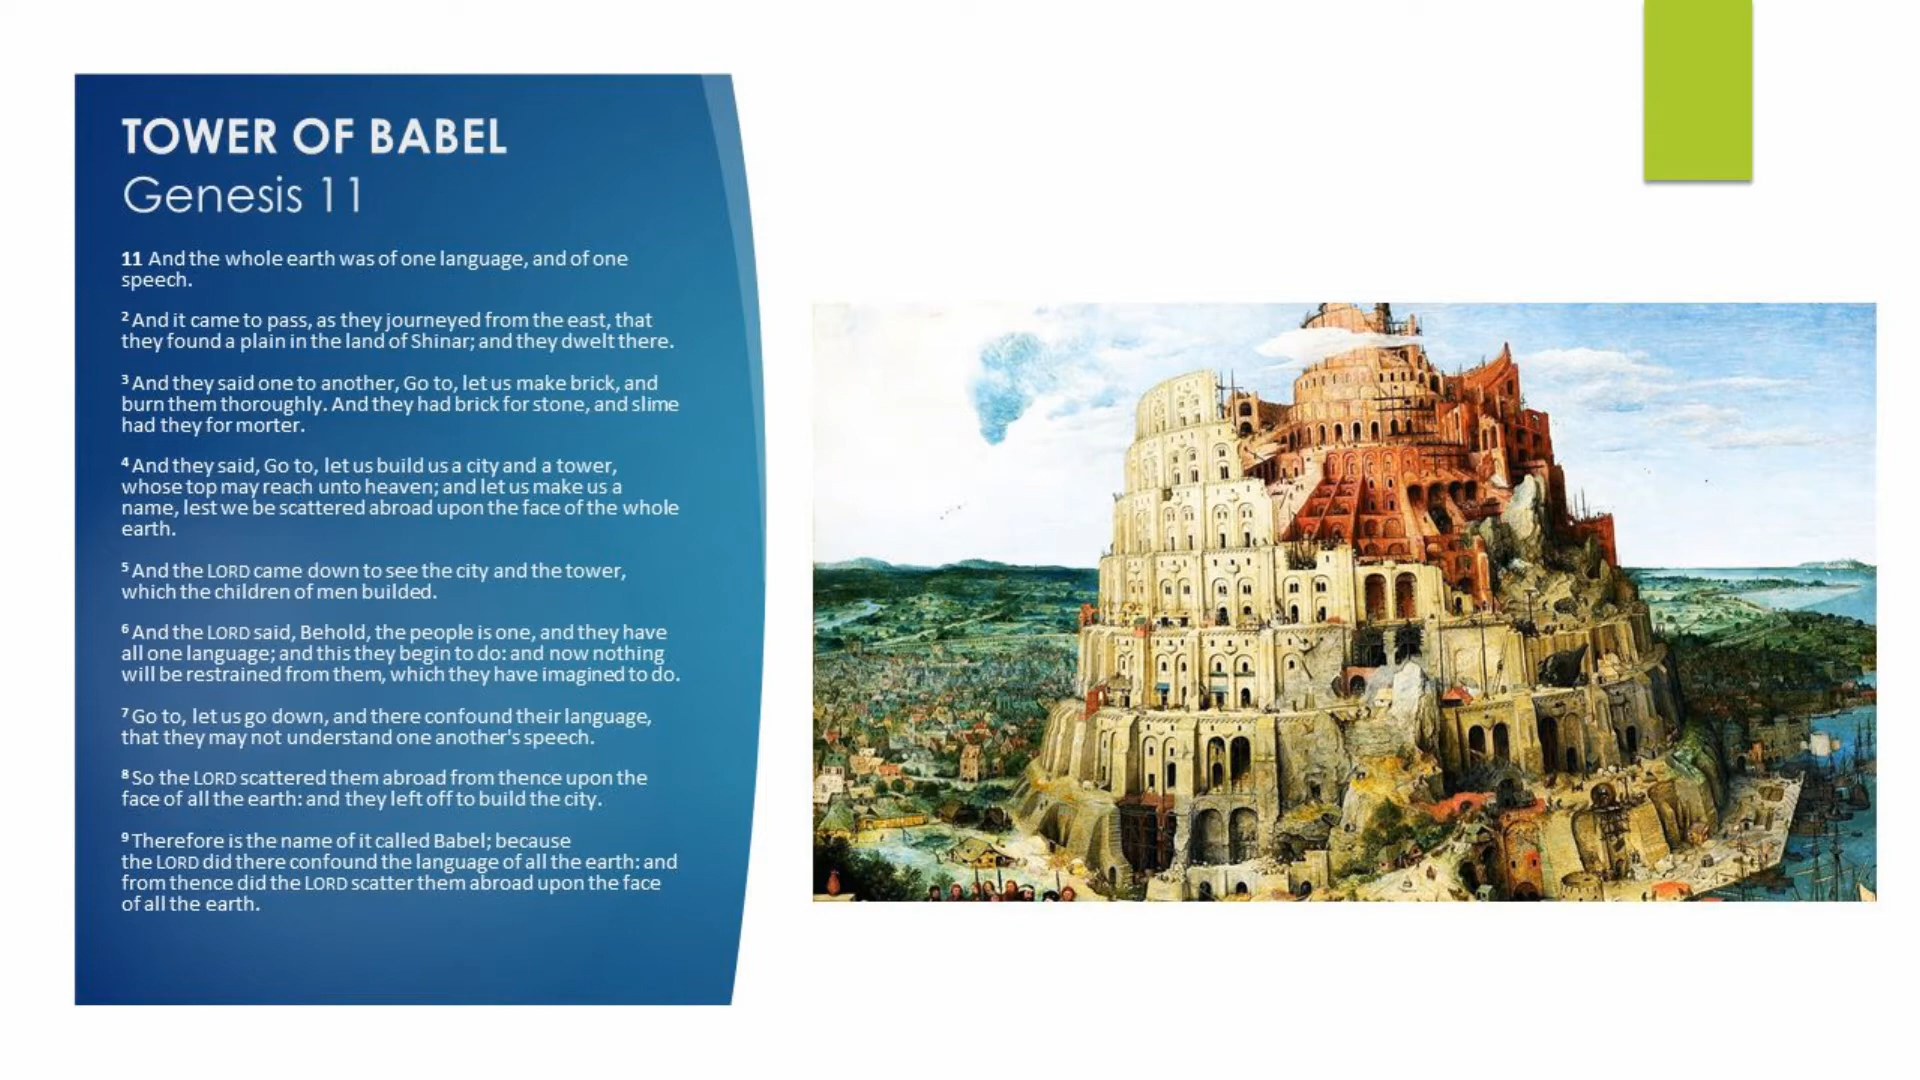 TOWER OF BABEL
Genesis 11
11 And the whole earth was of one language, and of one
speech.
2 And it came to pass, as they journeyed from the east, that
they found a plain in the land of Shinar; and they dwelt there.
3 And they said one to another, Go to, let us make brick, and
burn them thoroughly. And they had brick for stone, and slime
had they for morter.
4 And they said, Go to, let us build us a city and a tower,
whose top may reach unto heaven; and let us make us a
name, lest we be scattered abroad upon the face of the whole
earth.
5 And the LORD came down to see the city and the tower,
which the children of men builded.
6 And the LORD said, Behold, the people is one, and they have
all one language; and this they begin to do: and now nothing
will be restrained from them, which they have imagined to do.
7 Go to, let us go down, and there confound their language,
that they may not understand one another's speech.
8 So the LORD scattered them abroad from thence upon the
face of all the earth: and they left off to build the city.
9 Therefore is the name of it called Babel; because
the LORD did there confound the language of all the earth: and
from thence did the LORD scatter them abroad upon the face
of all the earth.